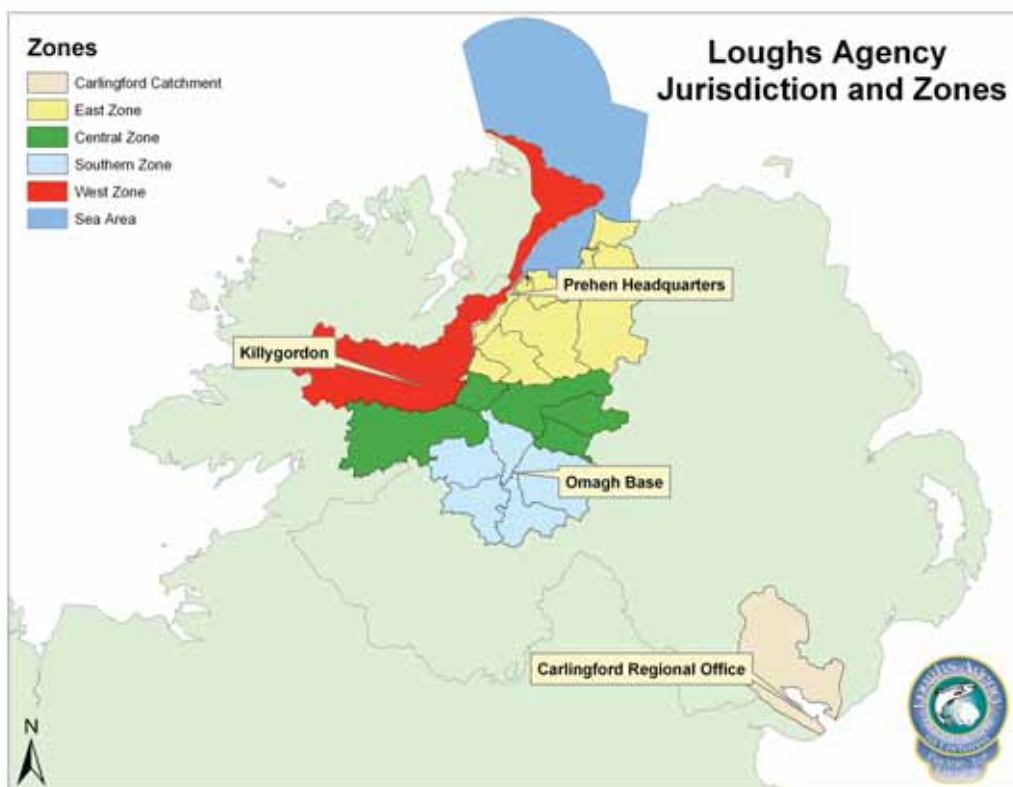 Loughs Agency
Jurisdiction and Zones
Zones
Carlingford Catchment
East Zone
Central Zone
Southern Zone
West Zone
Sea Area
Prehen Headquarters
Killygordon
Omagh Base
Carlingford Regional Office
N
Loughs Agency